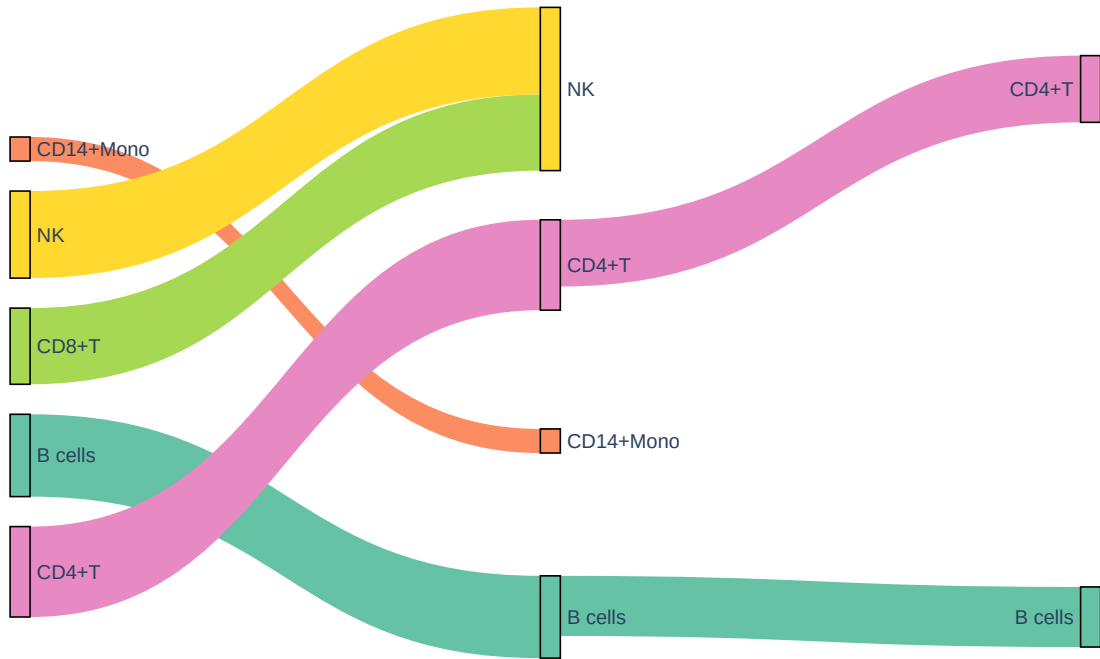 CD14+Mono
NK
CD8+T
B cells
CD4+T
NK
CD4+T
CD14+Mono
B cells
CD4+T
B cells